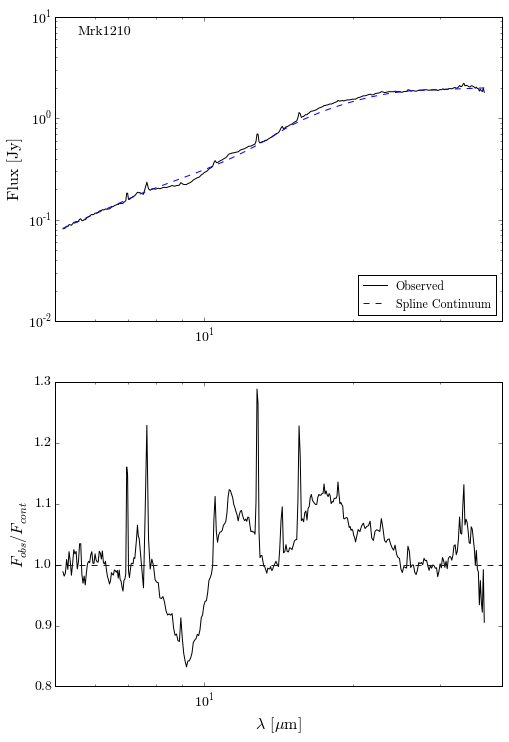 Mrk1210
10^1
10^0
10^-1
10^-2
Flux [Jy]
Observed
Spline Continuum
10^1
1.3
1.2
1.1
1.0
0.9
0.8
F_obs/F_cont
10^1
λ [μm]